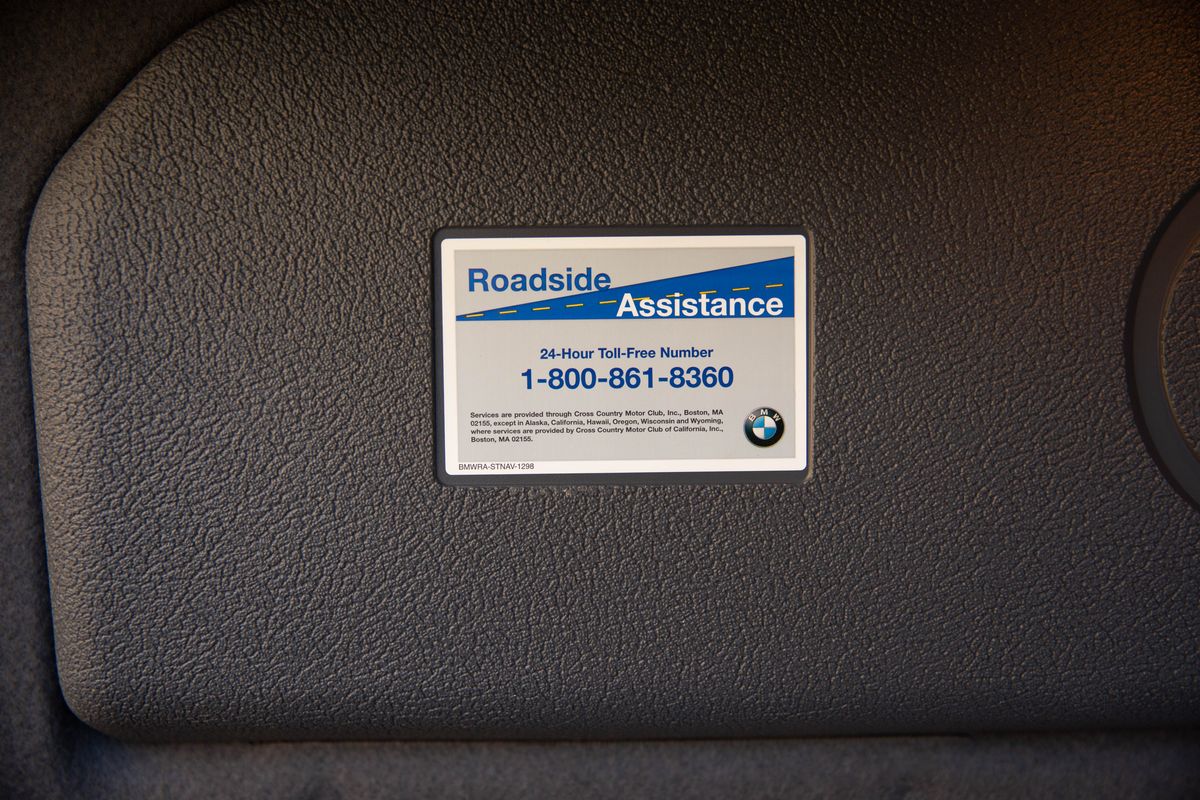 Roadside
Assistance
24-Hour Toll-Free Number
1-800-861-8360
Services are provided through Cross Country Motor Club, Inc., Boston, MA
02155, except in Alaska, California, Hawaii, Oregon, Wisconsin and Wyoming,
where services are provided by Cross Country Motor Club of California, Inc.,
Boston, MA 02155.
BMW
BMWRA-STNAV-1298